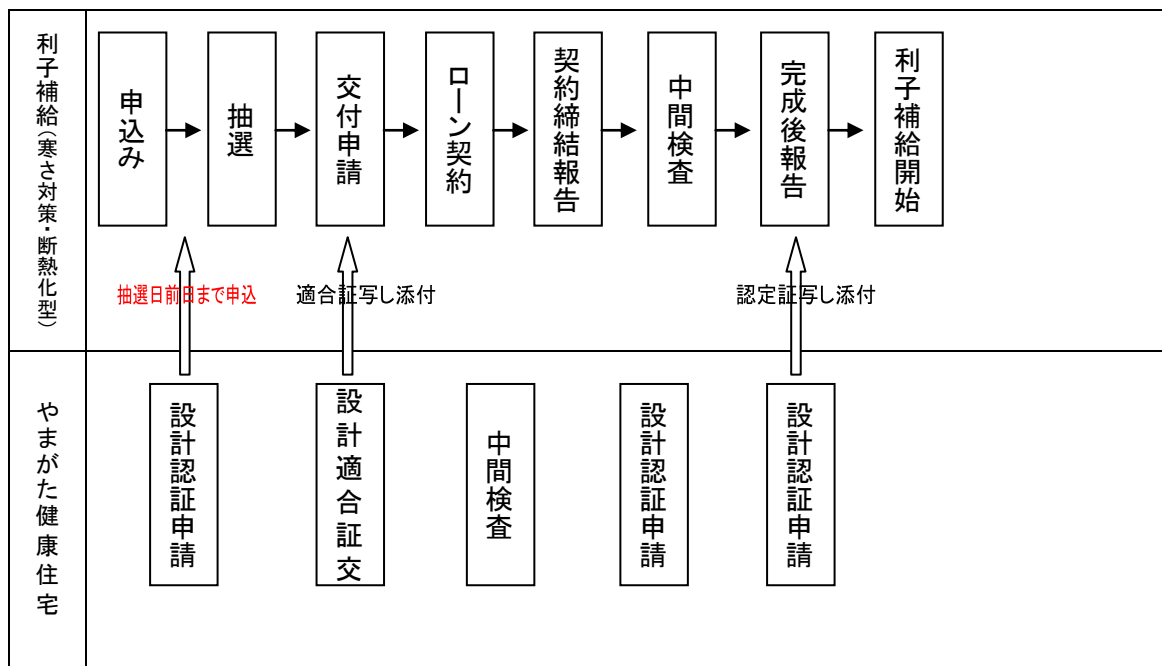 利子補給（寒さ対策・断熱化型）
申込み
抽選
交付申請
ローン契約
契約締結報告
中間検査
完成後報告
利子補給開始
抽選日前日まで申込
適合証写し添付
認定証写し添付
やまがた健康住宅
設計認証申請
設計適合証交
中間検査
設計認証申請
設計認証申請